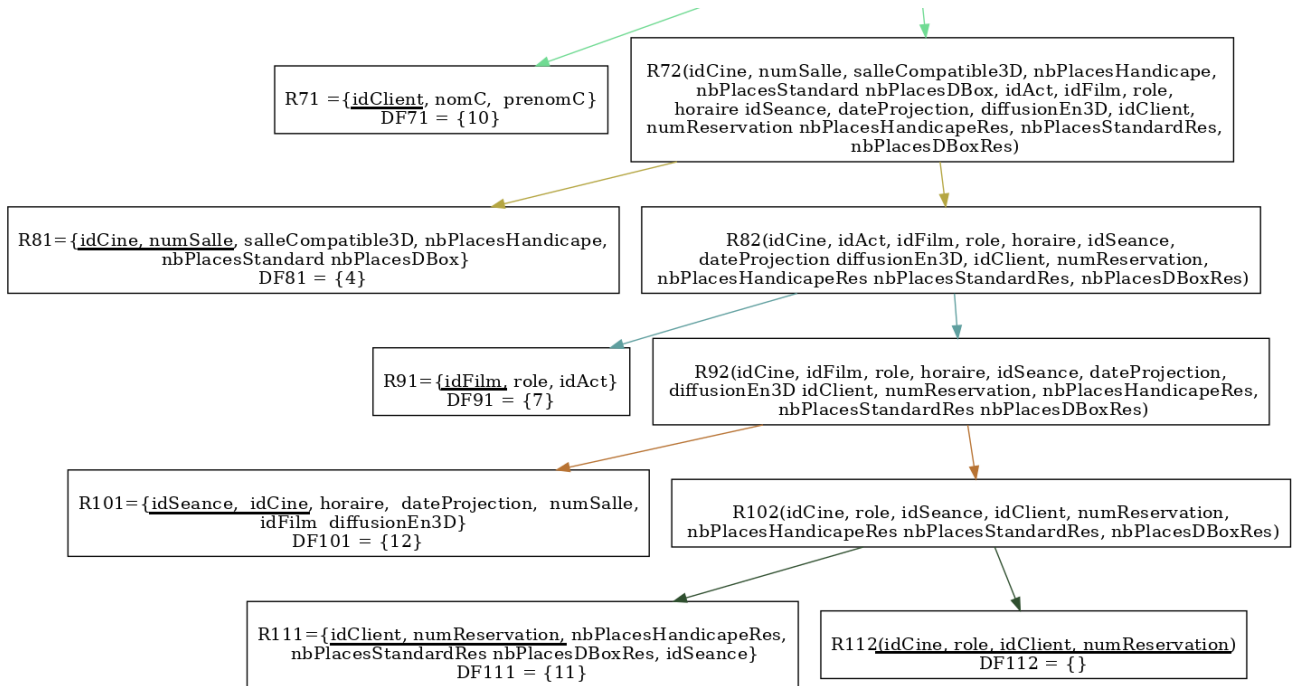 R71 ={idClient, nomC,  prenomC}
DF71 = {10}
R72(idCine, numSalle, salleCompatible3D, nbPlacesHandicape,
nbPlacesStandard nbPlacesDBox, idAct, idFilm, role,
horaire idSeance, dateProjection, diffusionEn3D, idClient,
numReservation nbPlacesHandicapeRes, nbPlacesStandardRes,
nbPlacesDBoxRes)
R81={idCine, numSalle, salleCompatible3D, nbPlacesHandicape,
nbPlacesStandard nbPlacesDBox}
DF81 = {4}
R82(idCine, idAct, idFilm, role, horaire, idSeance,
dateProjection diffusionEn3D, idClient, numReservation,
nbPlacesHandicapeRes nbPlacesStandardRes, nbPlacesDBoxRes)
R91={idFilm, role, idAct}
DF91 = {7}
R92(idCine, idFilm, role, horaire, idSeance, dateProjection,
diffusionEn3D idClient, numReservation, nbPlacesHandicapeRes,
nbPlacesStandardRes nbPlacesDBoxRes)
R101={idSeance,  idCine, horaire,  dateProjection,  numSalle,
idFilm  diffusionEn3D}
DF101 = {12}
R102(idCine, role, idSeance, idClient, numReservation,
nbPlacesHandicapeRes nbPlacesStandardRes, nbPlacesDBoxRes)
R111={idClient, numReservation, nbPlacesHandicapeRes,
nbPlacesStandardRes nbPlacesDBoxRes, idSeance}
DF111 = {11}
R112(idCine, role, idClient, numReservation)
DF112 = {}